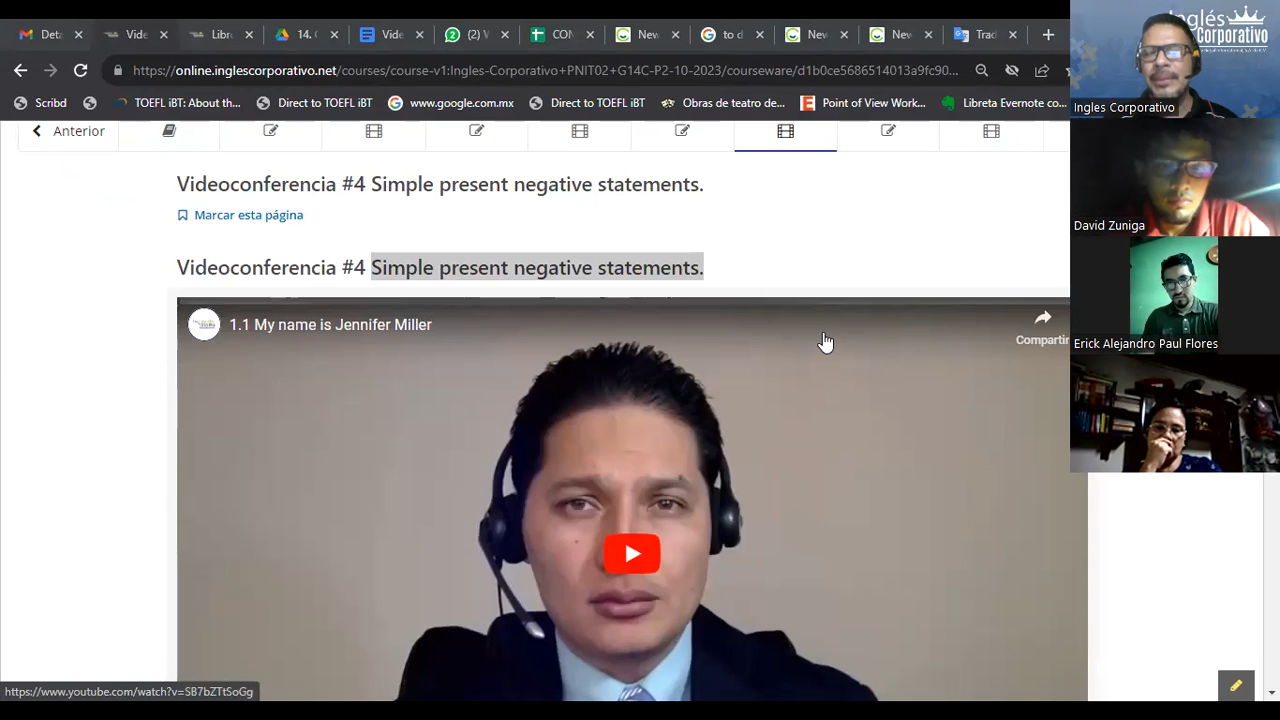 Deta
Vide
Libr
14. C
Vide
(2) V
CON
New
to d
New
New
Trad
https://online.inglescorporativo.net/courses/course-v1:Ingles-Corporativo+PNIT02+G14C-P2-10-2023/courseware/d1b0ce5686514013a9fc90...
Scribd
TOEFL iBT: About th...
Direct to TOEFL iBT
www.google.com.mx
Direct to TOEFL iBT
Obras de teatro de...
Point of View Work...
Libreta Evernote co...
Anterior
Videoconferencia #4 Simple present negative statements.
Marcar esta página
Videoconferencia #4 Simple present negative statements.
1.1 My name is Jennifer Miller
Compartir
https://www.youtube.com/watch?v=SB7bZTtSoGg
Inglés
Corporativo
Ingles Corporativo
David Zuniga
Erick Alejandro Paul Flores